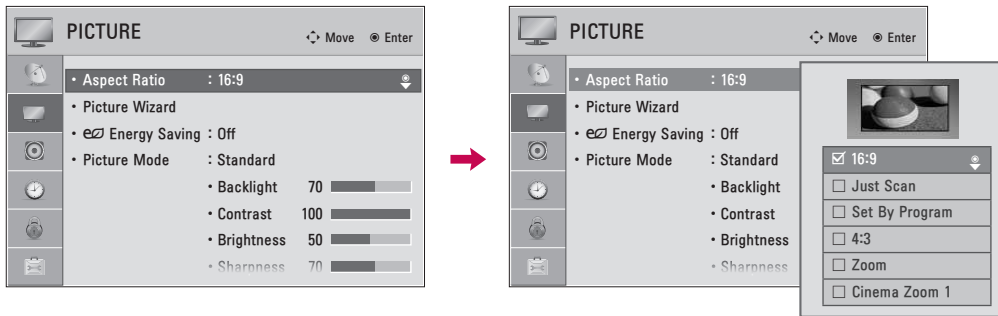 PICTURE
Move Enter
• Aspect Ratio : 16:9
• Picture Wizard
• Energy Saving : Off
• Picture Mode : Standard
• Backlight 70
• Contrast 100
• Brightness 50
• Sharpness 70
PICTURE
Move Enter
• Aspect Ratio : 16:9
• Picture Wizard
• Energy Saving : Off
• Picture Mode : Standard
• Backlight
• Contrast
• Brightness
• Sharpness
16:9
Just Scan
Set By Program
4:3
Zoom
Cinema Zoom 1